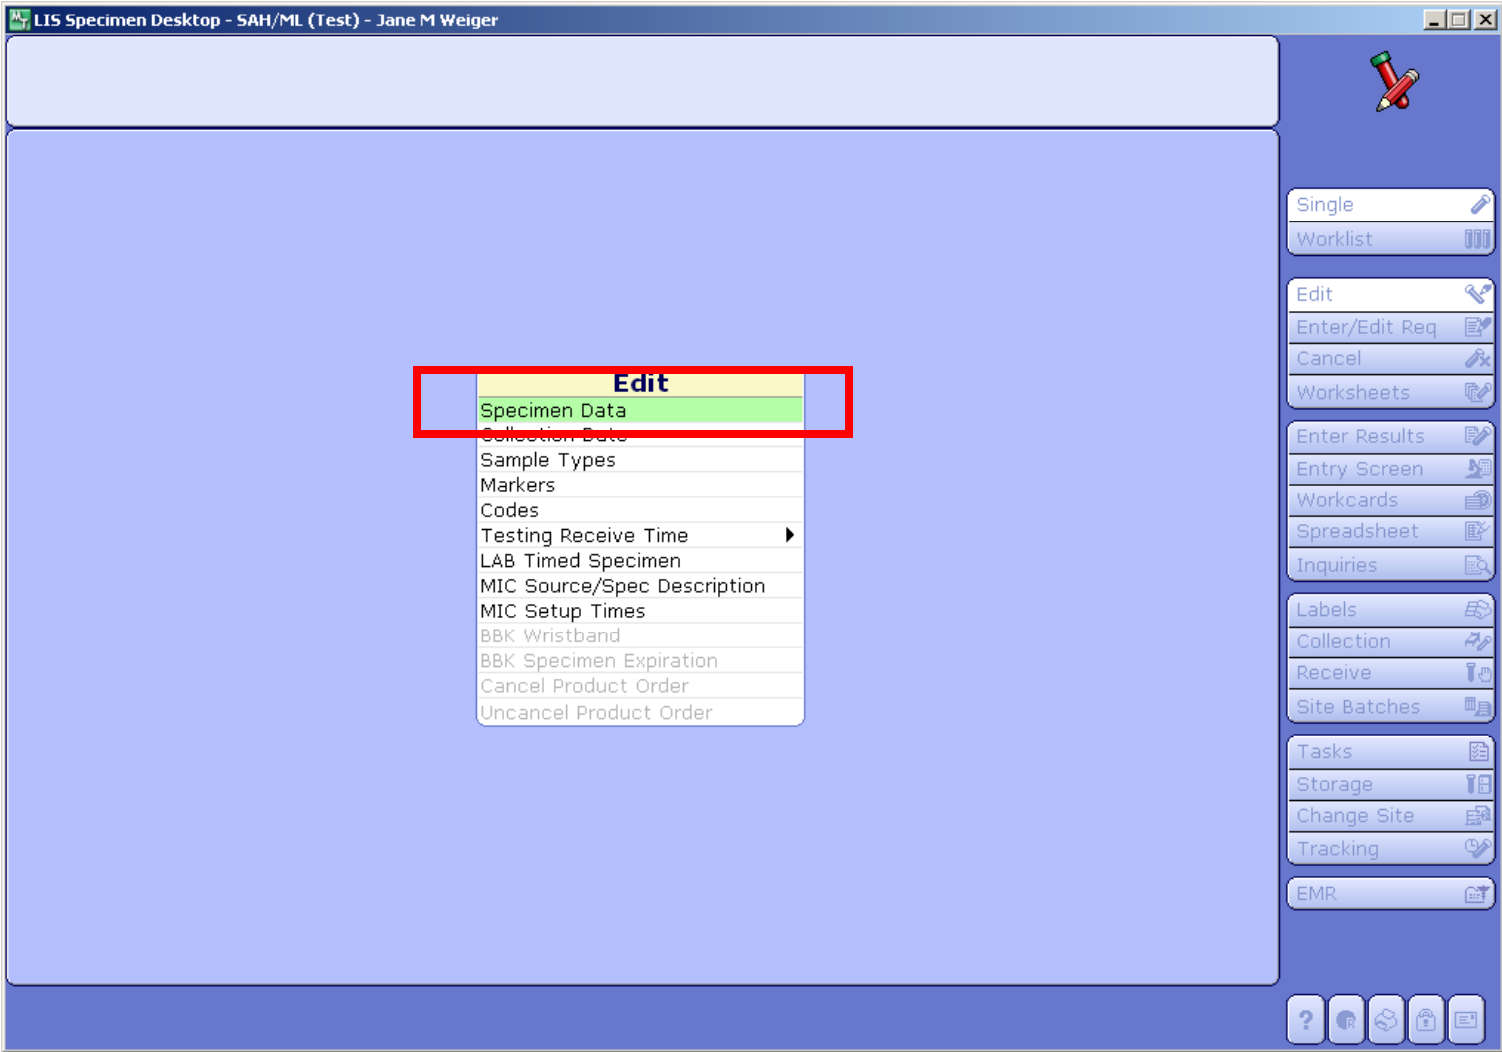 LIS Specimen Desktop - SAH/ML (Test) - Jane M Weiger
Single
Worklist
Edit
Enter/Edit Req
Cancel
Worksheets
Edit
Specimen Data
Collection Date
Sample Types
Markers
Codes
Testing Receive Time
LAB Timed Specimen
MIC Source/Spec Description
MIC Setup Times
BBK Wristband
BBK Specimen Expiration
Cancel Product Order
Uncancel Product Order
Enter Results
Entry Screen
Workcards
Spreadsheet
Inquiries
Labels
Collection
Receive
Site Batches
Tasks
Storage
Change Site
Tracking
EMR
?
R